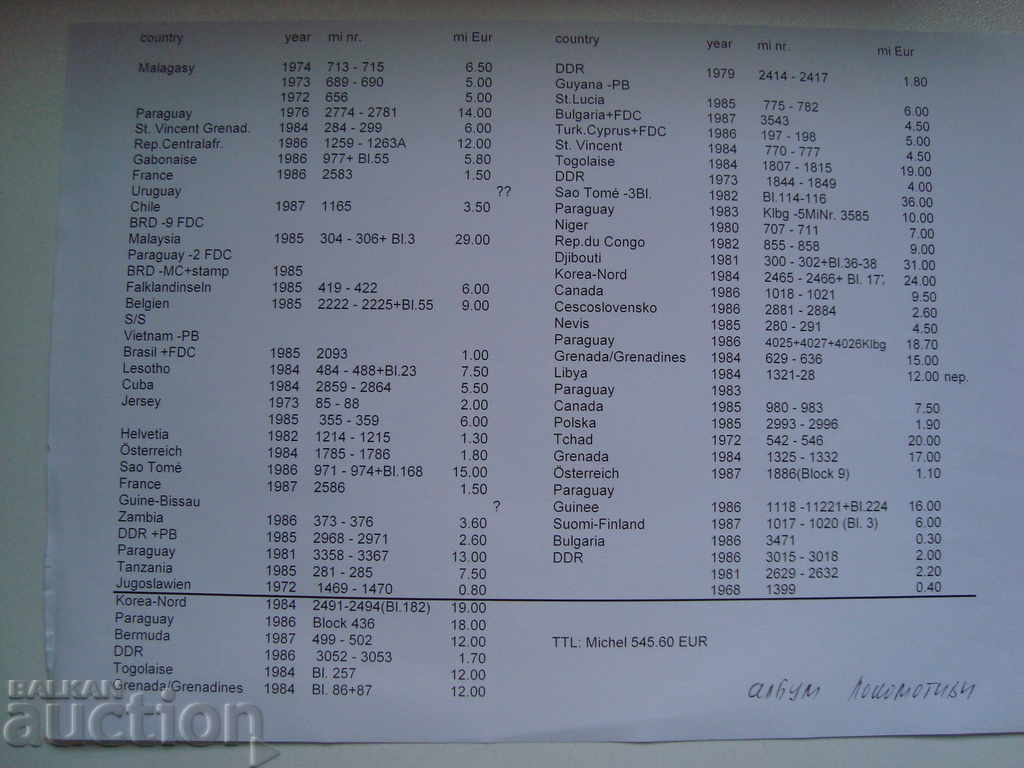 country year mi nr. mi Eur
Malagasy 1974 713 - 715 6.50
1973 689 - 690 5.00
1972 656 5.00
Paraguay 1976 2774 - 2781 14.00
St. Vincent Grenad. 1984 284 - 299 6.00
Rep.Centralafr. 1986 1259 - 1263A 12.00
Gabonaise 1986 977+ Bl.55 5.80
France 1986 2583 1.50
Uruguay ??
Chile 1987 1165 3.50
BRD -9 FDC
Malaysia 1985 304 - 306+ Bl.3 29.00
Paraguay -2 FDC
BRD -MC+stamp 1985
Falklandinseln 1985 419 - 422 6.00
Belgien 1985 2222 - 2225+Bl.55 9.00
S/S
Vietnam -PB
Brasil +FDC 1985 2093 1.00
Lesotho 1984 484 - 488+Bl.23 7.50
Cuba 1984 2859 - 2864 5.50
Jersey 1973 85 - 88 2.00
1985 355 - 359 6.00
Helvetia 1982 1214 - 1215 1.30
Österreich 1984 1785 - 1786 1.80
Sao Tomé 1986 971 - 974+Bl.168 15.00
France 1987 2586 1.50
Guine-Bissau ?
Zambia 1986 373 - 376 3.60
DDR +PB 1985 2968 - 2971 2.60
Paraguay 1981 3358 - 3367 13.00
Tanzania 1985 281 - 285 7.50
Jugoslawien 1972 1469 - 1470 0.80
Korea-Nord 1984 2491-2494(Bl.182) 19.00
Paraguay 1986 Block 436 18.00
Bermuda 1987 499 - 502 12.00
DDR 1986 3052 - 3053 1.70
Togolaise 1984 Bl. 257 12.00
Grenada/Grenadines 1984 Bl. 86+87 12.00
country year mi nr. mi Eur
DDR 1979 2414 - 2417 1.80
Guyana -PB
St.Lucia 1985 775 - 782 6.00
Bulgaria+FDC 1987 3543 4.50
Turk.Cyprus+FDC 1986 197 - 198 5.00
St. Vincent 1984 770 - 777 4.50
Togolaise 1984 1807 - 1815 19.00
DDR 1973 1844 - 1849 4.00
Sao Tomé -3Bl. 1982 Bl.114-116 36.00
Paraguay 1983 Klbg -5MiNr. 3585 10.00
Niger 1980 707 - 711 7.00
Rep.du Congo 1982 855 - 858 9.00
Djibouti 1981 300 - 302+Bl.36-38 31.00
Korea-Nord 1984 2465 - 2466+ Bl. 17 24.00
Canada 1986 1018 - 1021 9.50
Cescoslovensko 1986 2881 - 2884 2.60
Nevis 1985 280 - 291 4.50
Paraguay 1986 4025+4027+4026Klbg 18.70
Grenada/Grenadines 1984 629 - 636 15.00
Libya 1984 1321-28 12.00 nep.
Paraguay 1983
Canada 1985 980 - 983 7.50
Polska 1985 2993 - 2996 1.90
Tchad 1972 542 - 546 20.00
Grenada 1984 1325 - 1332 17.00
Österreich 1987 1886(Block 9) 1.10
Paraguay
Guinee 1986 1118 -11221+Bl.224 16.00
Suomi-Finland 1987 1017 - 1020 (Bl. 3) 6.00
Bulgaria 1986 3471 0.30
DDR 1986 3015 - 3018 2.00
1981 2629 - 2632 2.20
1968 1399 0.40
TTL: Michel 545.60 EUR
албум Локомотиви
BALKAN
auction